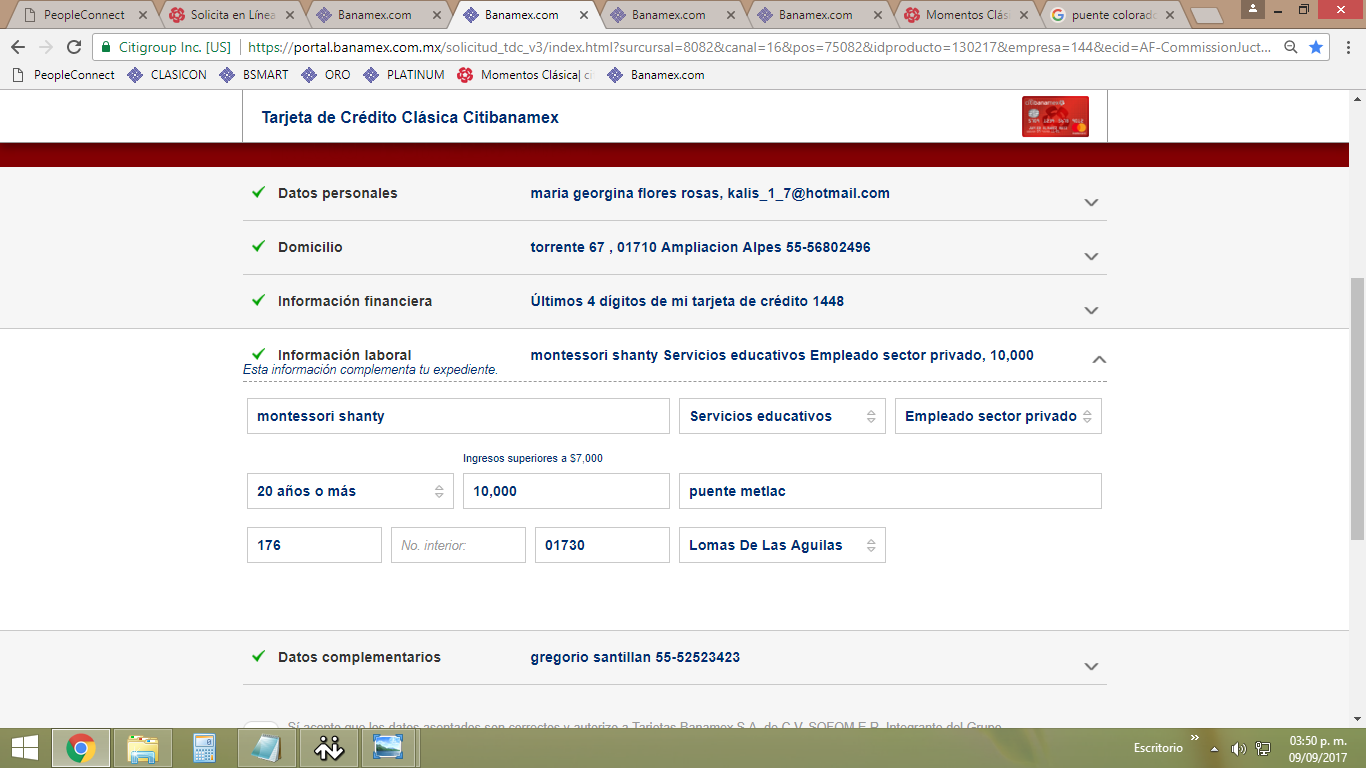 PeopleConnect
Solicita en Línea
Banamex.com
Banamex.com
Banamex.com
Banamex.com
Momentos Clás
puente colorado
Citigroup Inc. [US] https://portal.banamex.com.mx/solicitud_tdc_v3/index.html?surcursal=8082&canal=16&pos=75082&idproducto=130217&empresa=144&ecid=AF-CommissionJuct...
PeopleConnect CLASICON BSMART ORO PLATINUM Momentos Clásica| ci Banamex.com
Tarjeta de Crédito Clásica Citibanamex
citibanamex
Datos personales maria georgina flores rosas, kalis_1_7@hotmail.com
Domicilio torrente 67 , 01710 Ampliacion Alpes 55-56802496
Información financiera Últimos 4 dígitos de mi tarjeta de crédito 1448
Información laboral montessori shanty Servicios educativos Empleado sector privado, 10,000
Esta información complementa tu expediente.
montessori shanty Servicios educativos Empleado sector privado
Ingresos superiores a $7,000
20 años o más 10,000 puente metlac
176 No. interior: 01730 Lomas De Las Aguilas
Datos complementarios gregorio santillan 55-52523423
Sí acepto que los datos aceptados son correctos y autorizo a Tarjetas Banamex S.A. de C.V. SOFOM E.R. Integrante del Grupo
Escritorio
03:50 p. m.
09/09/2017